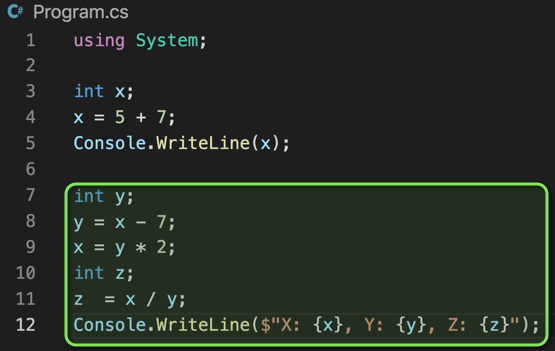 C# Program.cs
1 using System;
2
3 int x;
4 x = 5 + 7;
5 Console.WriteLine(x);
6
7 int y;
8 y = x - 7;
9 x = y * 2;
10 int z;
11 z  = x / y;
12 Console.WriteLine($"X: {x}, Y: {y}, Z: {z}");